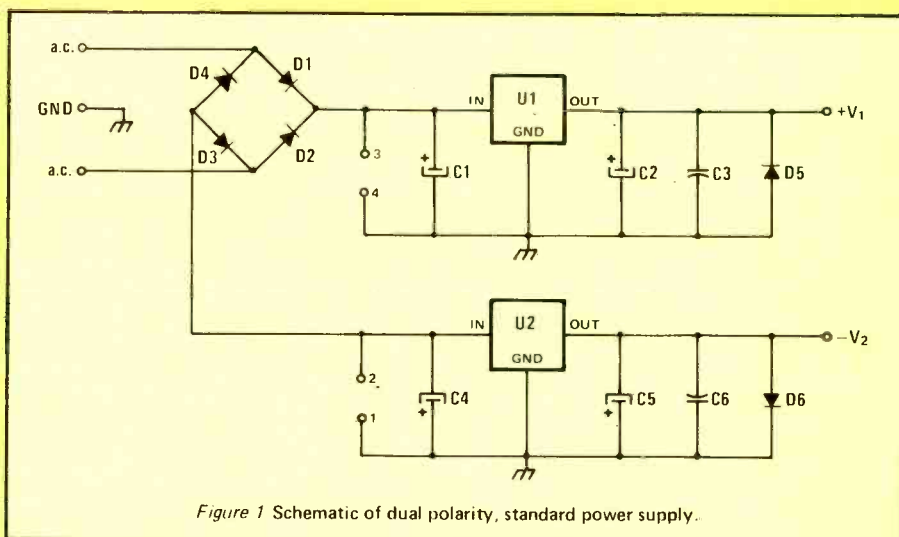 a.c.
D4
D1
GND
D3
D2
a.c.
3
4
+
C1
IN
U1
OUT
GND
+
C2
C3
D5
+V₁
2
1
C4
+
IN
U2
OUT
GND
C5
+
C6
D6
−V₂
Figure 1 Schematic of dual polarity, standard power supply.